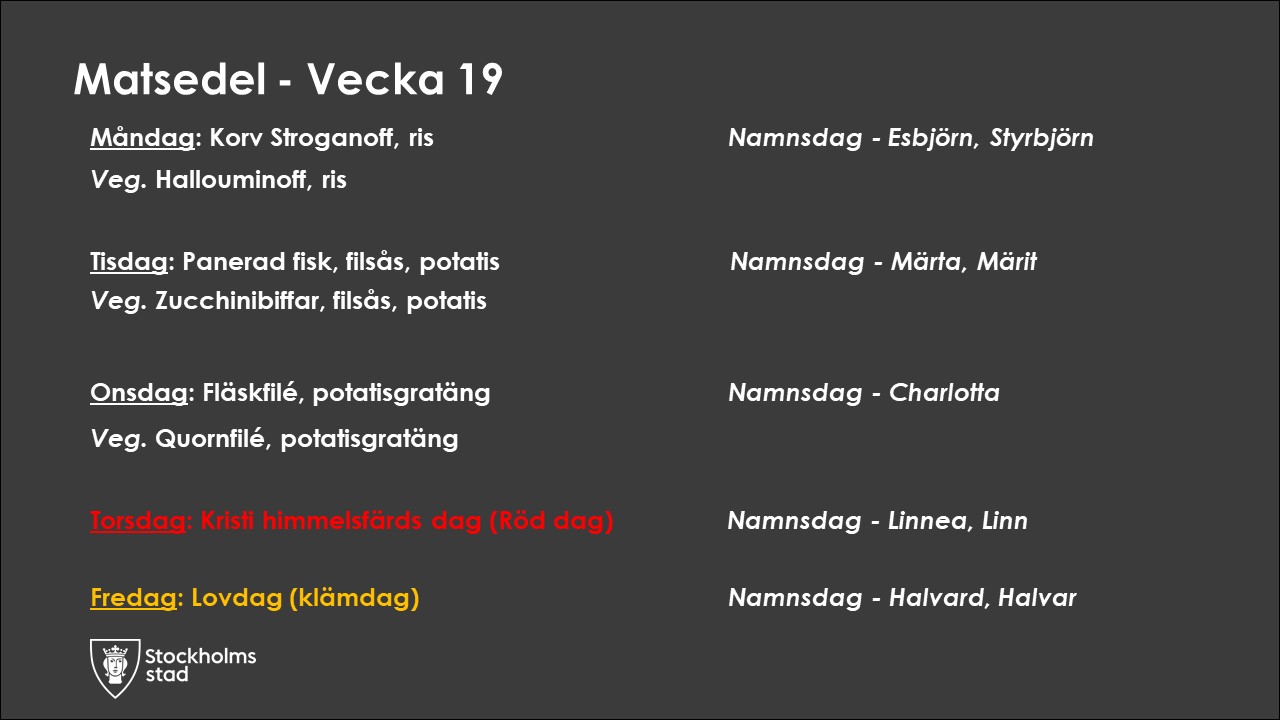 Matsedel - Vecka 19
Måndag: Korv Stroganoff, ris Namnsdag - Esbjörn, Styrbjörn
Veg. Hallouminoff, ris
Tisdag: Panerad fisk, filsås, potatis Namnsdag - Märta, Märit
Veg. Zucchinibiffar, filsås, potatis
Onsdag: Fläskfilé, potatisgratäng Namnsdag - Charlotta
Veg. Quornfilé, potatisgratäng
Torsdag: Kristi himmelsfärds dag (Röd dag) Namnsdag - Linnea, Linn
Fredag: Lovdag (klämdag) Namnsdag - Halvard, Halvar
Stockholms
stad